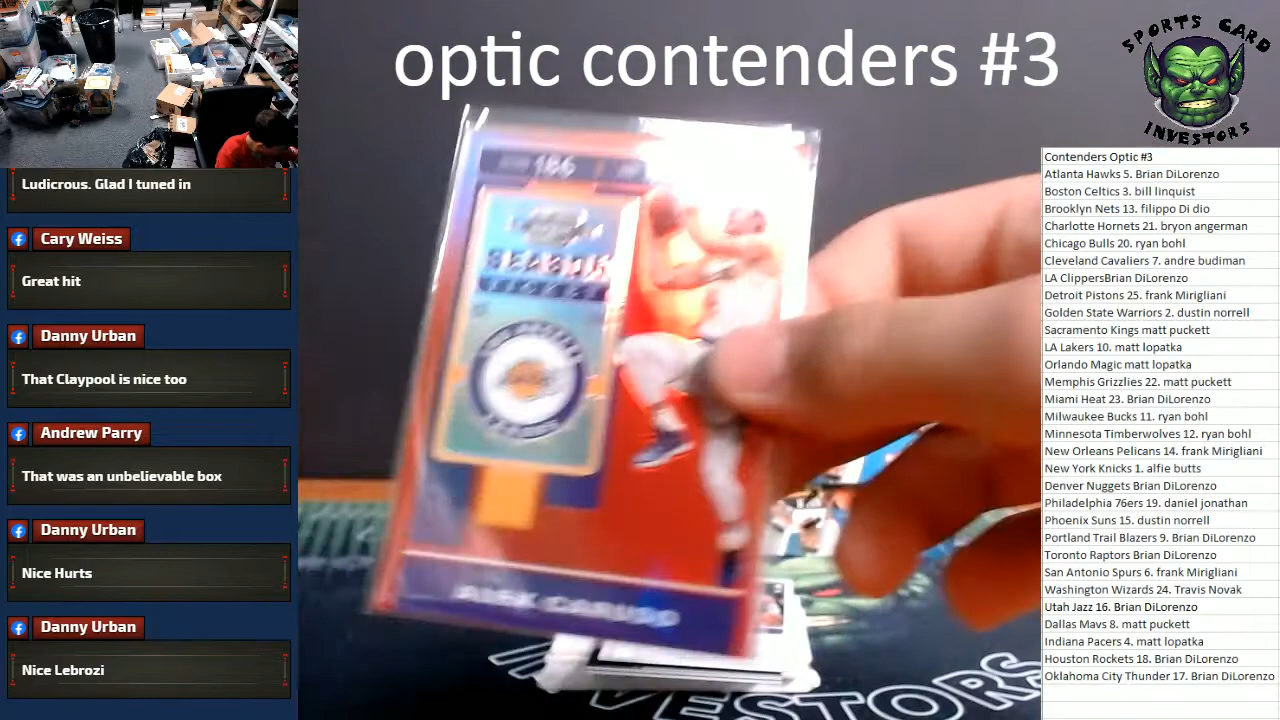 optic contenders #3
SPORTS CARD
INVESTORS
Ludicrous. Glad I tuned in
Cary Weiss
Great hit
Danny Urban
That Claypool is nice too
Andrew Parry
That was an unbelievable box
Danny Urban
Nice Hurts
Danny Urban
Nice Lebrozi
186
SEASON
TICKET
LOS ANGELES
LAKERS
ALEX CARUSO
VESTORS
Contenders Optic #3
Atlanta Hawks 5. Brian DiLorenzo
Boston Celtics 3. bill linquist
Brooklyn Nets 13. filippo Di dio
Charlotte Hornets 21. bryon angerman
Chicago Bulls 20. ryan bohl
Cleveland Cavaliers 7. andre budiman
LA ClippersBrian DiLorenzo
Detroit Pistons 25. frank Mirigliani
Golden State Warriors 2. dustin norrell
Sacramento Kings matt puckett
LA Lakers 10. matt lopatka
Orlando Magic matt lopatka
Memphis Grizzlies 22. matt puckett
Miami Heat 23. Brian DiLorenzo
Milwaukee Bucks 11. ryan bohl
Minnesota Timberwolves 12. ryan bohl
New Orleans Pelicans 14. frank Mirigliani
New York Knicks 1. alfie butts
Denver Nuggets Brian DiLorenzo
Philadelphia 76ers 19. daniel jonathan
Phoenix Suns 15. dustin norrell
Portland Trail Blazers 9. Brian DiLorenzo
Toronto Raptors Brian DiLorenzo
San Antonio Spurs 6. frank Mirigliani
Washington Wizards 24. Travis Novak
Utah Jazz 16. Brian DiLorenzo
Dallas Mavs 8. matt puckett
Indiana Pacers 4. matt lopatka
Houston Rockets 18. Brian DiLorenzo
Oklahoma City Thunder 17. Brian DiLorenzo